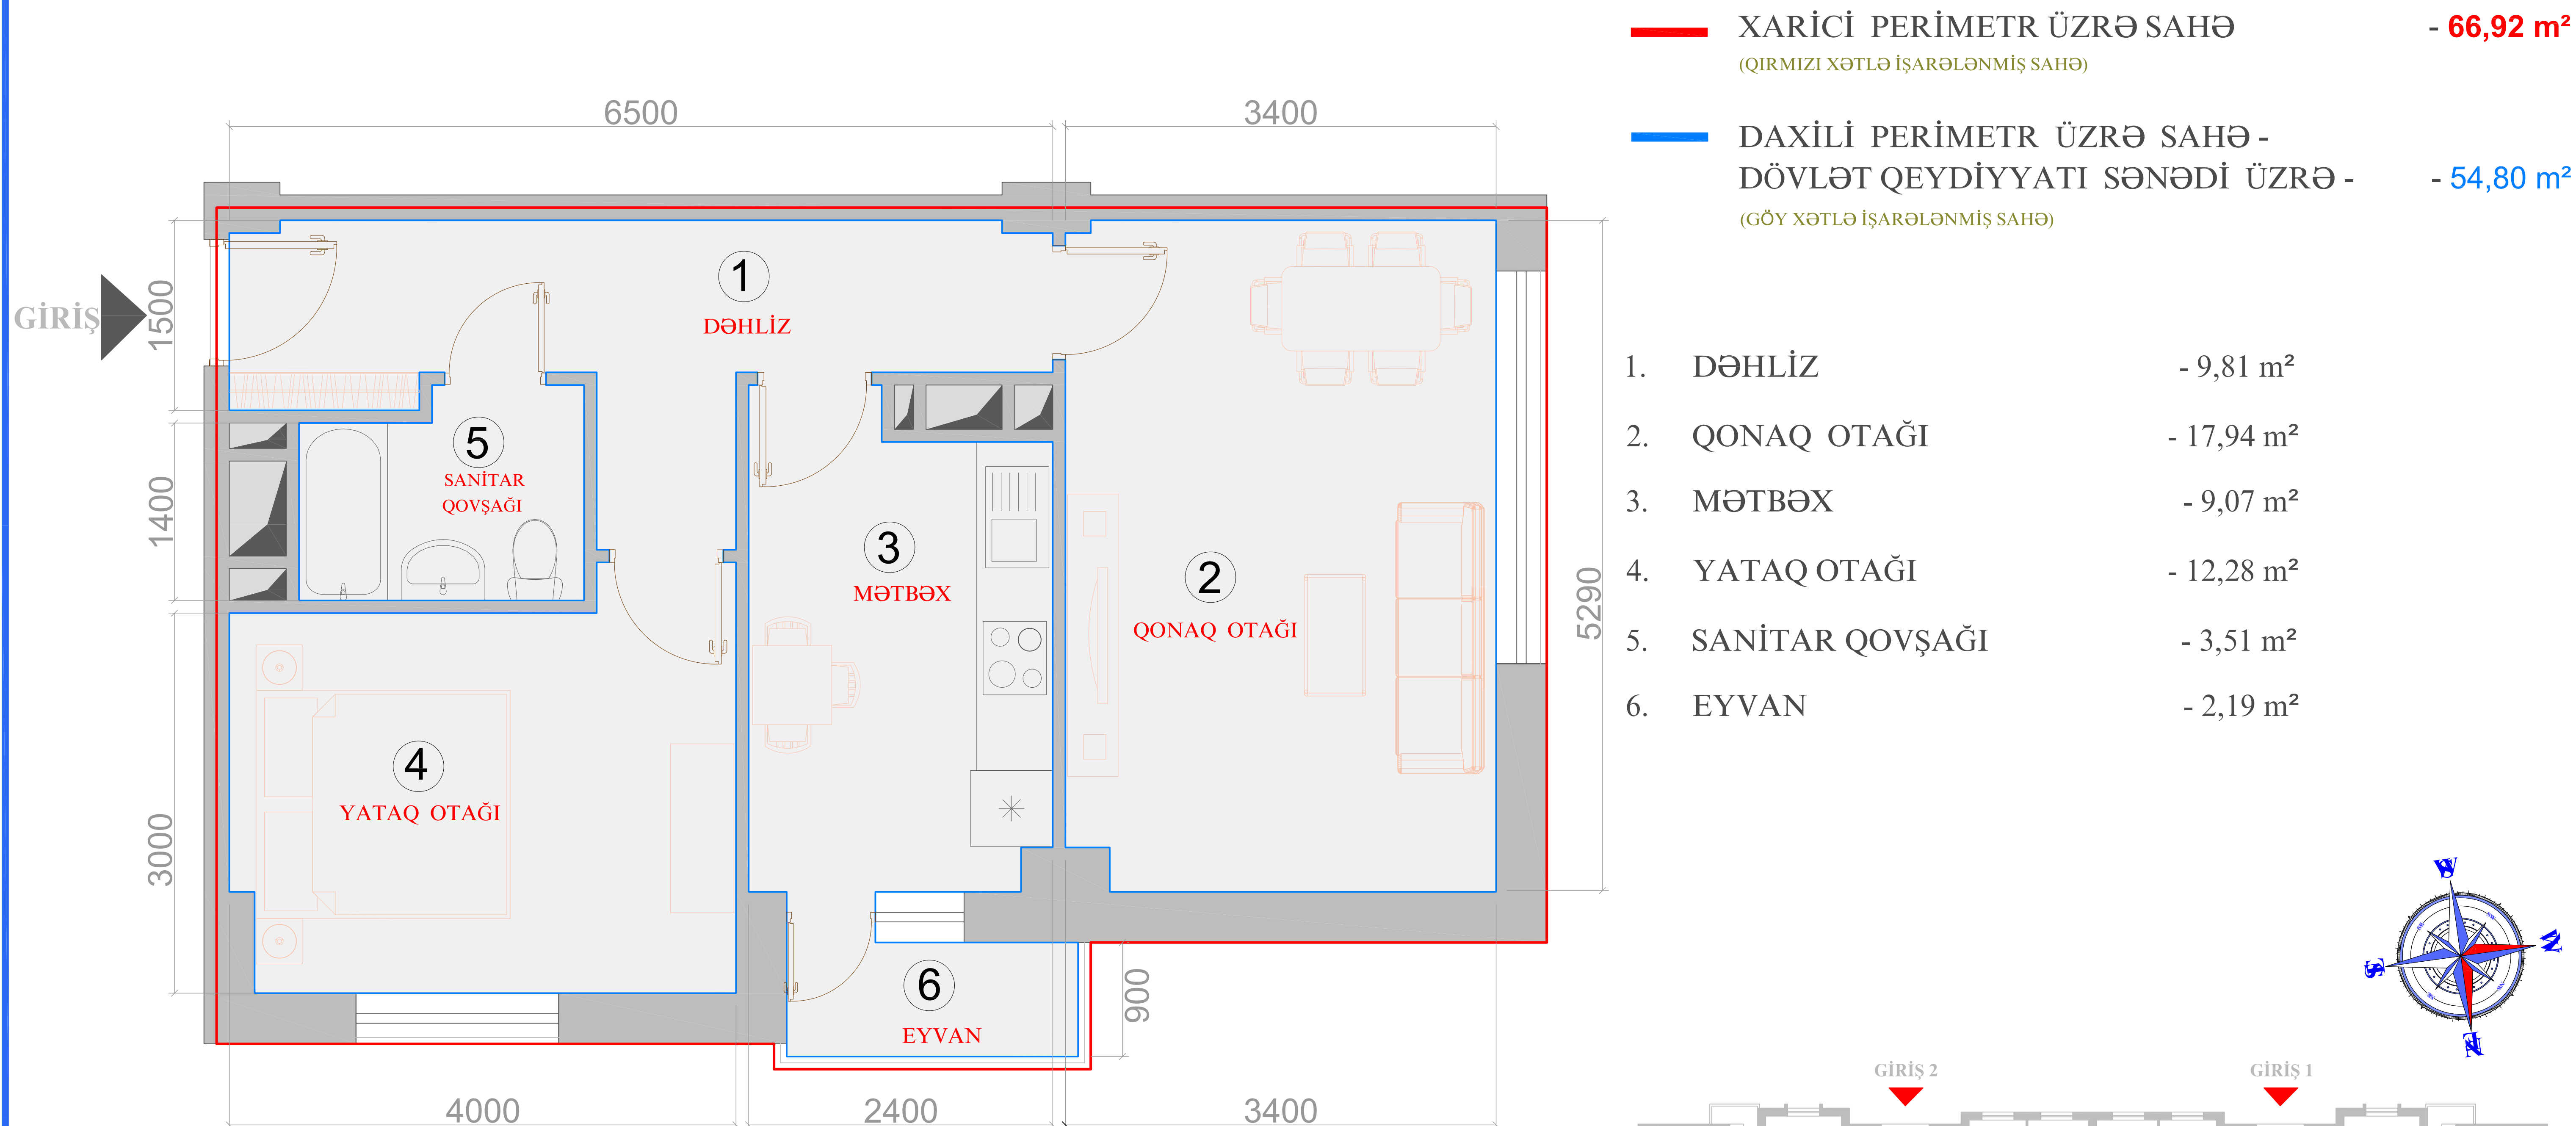 XARİCİ PERİMETR ÜZRƏ SAHƏ - 66,92 m²
(QIRMIZI XƏTLƏ İŞARƏLƏNMİŞ SAHƏ)
DAXİLİ PERİMETR ÜZRƏ SAHƏ -
DÖVLƏT QEYDİYYATI SƏNƏDİ ÜZRƏ - - 54,80 m²
(GÖY XƏTLƏ İŞARƏLƏNMİŞ SAHƏ)
6500
3400
GİRİŞ
1500
1400
3000
1
DƏHLİZ
5
SANİTAR
QOVŞAĞI
3
MƏTBƏX
2
QONAQ OTAĞI
4
YATAQ OTAĞI
6
EYVAN
5290
900
4000
2400
3400
1. DƏHLİZ - 9,81 m²
2. QONAQ OTAĞI - 17,94 m²
3. MƏTBƏX - 9,07 m²
4. YATAQ OTAĞI - 12,28 m²
5. SANİTAR QOVŞAĞI - 3,51 m²
6. EYVAN - 2,19 m²
GİRİŞ 2
GİRİŞ 1